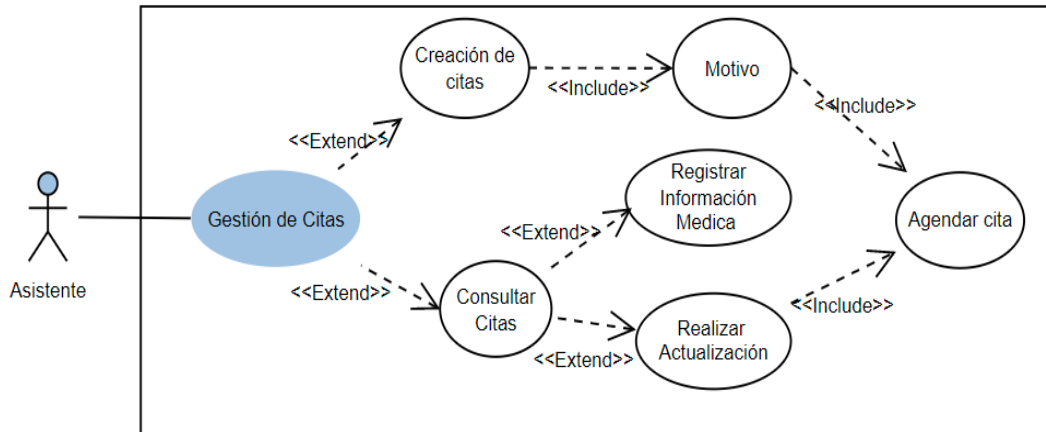 Creación de
citas
<<Include>>
Motivo
<<Include>>
<<Extend>>
Registrar
Información
Medica
Gestión de Citas
Agendar cita
<<Extend>>
Asistente
<<Extend>>
Consultar
Citas
<<Include>>
Realizar
Actualización
<<Extend>>